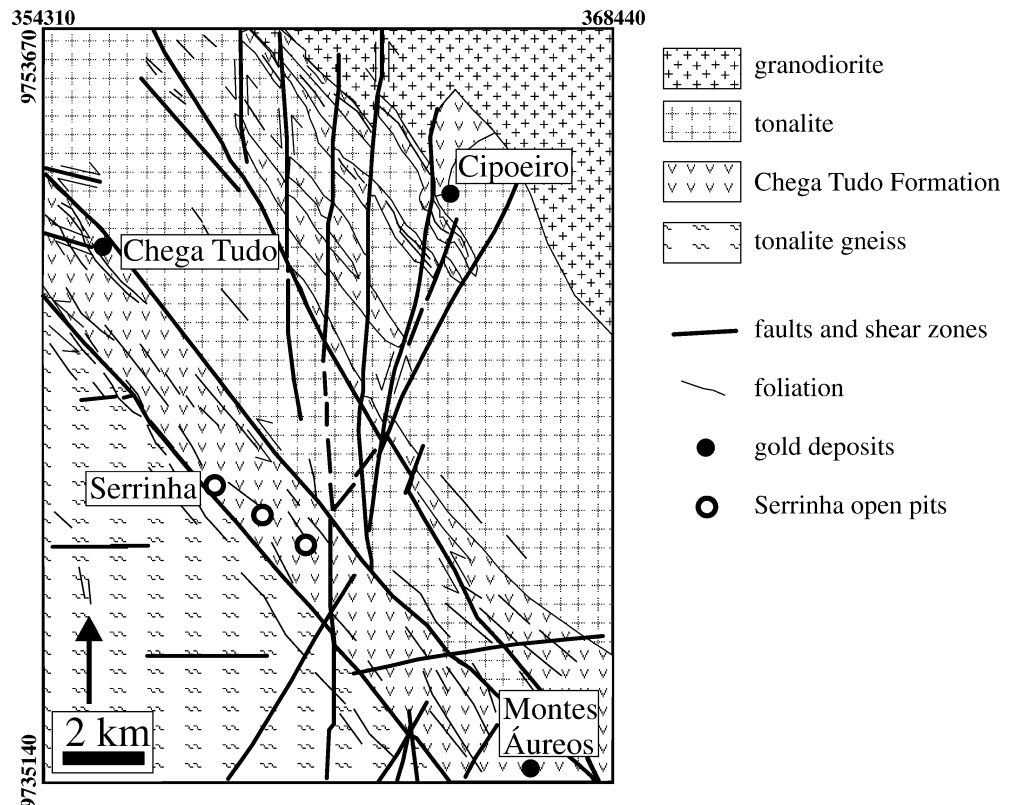 354310
368440
9753670
granodiorite
tonalite
Cipoeiro
Chega Tudo Formation
Chega Tudo
tonalite gneiss
faults and shear zones
foliation
gold deposits
Serrinha
Serrinha open pits
Montes
Áureos
2 km
9735140